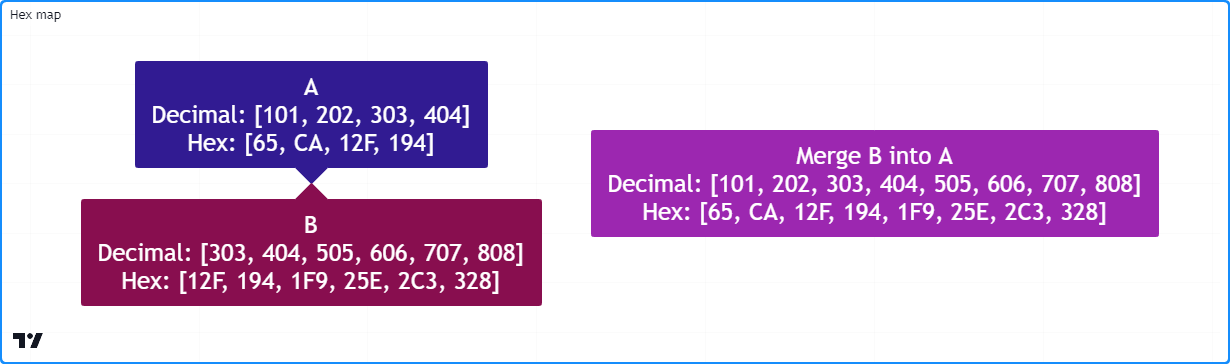 Hex map
A
Decimal: [101, 202, 303, 404]
Hex: [65, CA, 12F, 194]
B
Decimal: [303, 404, 505, 606, 707, 808]
Hex: [12F, 194, 1F9, 25E, 2C3, 328]
Merge B into A
Decimal: [101, 202, 303, 404, 505, 606, 707, 808]
Hex: [65, CA, 12F, 194, 1F9, 25E, 2C3, 328]